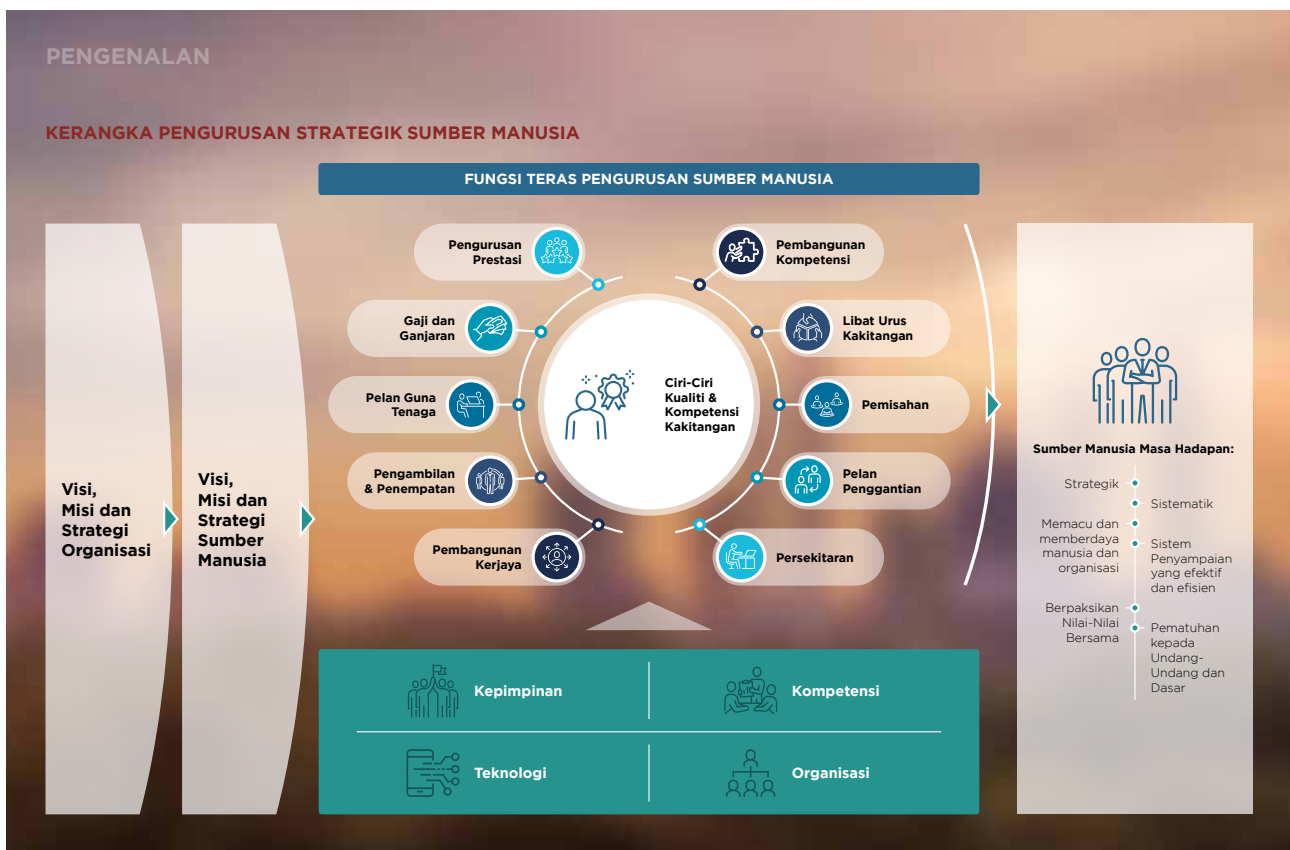 PENGENALAN
KERANGKA PENGURUSAN STRATEGIK SUMBER MANUSIA
FUNGSI TERAS PENGURUSAN SUMBER MANUSIA
Visi,
Misi dan
Strategi
Organisasi
Visi,
Misi dan
Strategi
Sumber
Manusia
Pengurusan
Prestasi
Gaji dan
Ganjaran
Pelan Guna
Tenaga
Pengambilan
& Penempatan
Pembangunan
Kerjaya
Ciri-Ciri
Kualiti &
Kompetensi
Kakitangan
Pembangunan
Kompetensi
Libat Urus
Kakitangan
Pemisahan
Pelan
Penggantian
Persekitaran
Kepimpinan
Kompetensi
Teknologi
Organisasi
Sumber Manusia Masa Hadapan:
Strategik
Sistematik
Memacu dan
memberdaya
manusia dan
organisasi
Sistem
Penyampaian
yang efektif
dan efisien
Berpaksikan
Nilai-Nilai
Bersama
Pematuhan
kepada
Undang-
Undang dan
Dasar